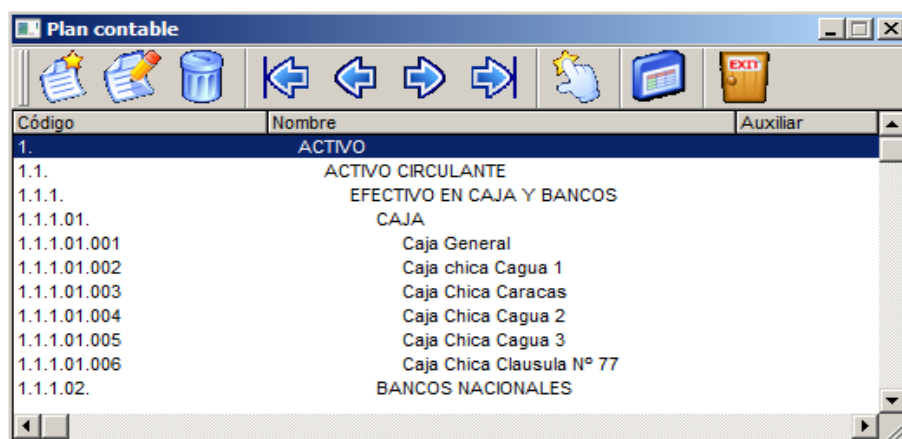 Plan contable
EXIT
Código Nombre Auxiliar
1. ACTIVO
1.1. ACTIVO CIRCULANTE
1.1.1. EFECTIVO EN CAJA Y BANCOS
1.1.1.01. CAJA
1.1.1.01.001 Caja General
1.1.1.01.002 Caja chica Cagua 1
1.1.1.01.003 Caja Chica Caracas
1.1.1.01.004 Caja Chica Cagua 2
1.1.1.01.005 Caja Chica Cagua 3
1.1.1.01.006 Caja Chica Clausula Nº 77
1.1.1.02. BANCOS NACIONALES